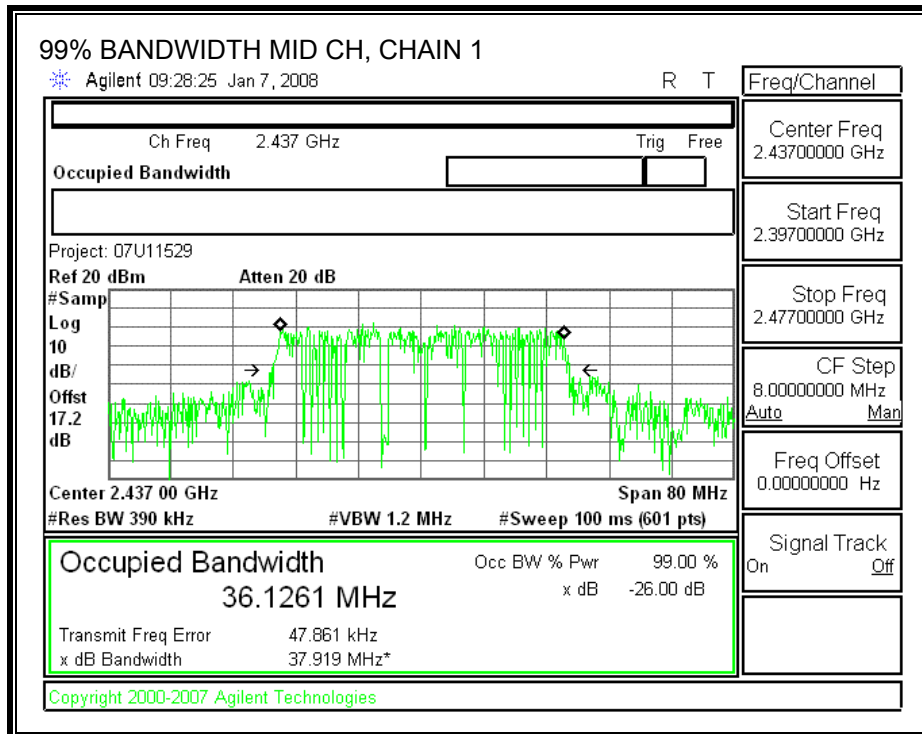 99% BANDWIDTH MID CH, CHAIN 1
Agilent 09:28:25 Jan 7, 2008 R T
Freq/Channel
Ch Freq 2.437 GHz Trig Free
Occupied Bandwidth
Center Freq
2.43700000 GHz
Start Freq
2.39700000 GHz
Stop Freq
2.47700000 GHz
CF Step
8.00000000 MHz
Auto Man
Freq Offset
0.00000000 Hz
Signal Track
On Off
Project: 07U11529
Ref 20 dBm Atten 20 dB
#Samp
Log
10
dB/
Offst
17.2
dB
Center 2.437 00 GHz Span 80 MHz
#Res BW 390 kHz #VBW 1.2 MHz #Sweep 100 ms (601 pts)
Occupied Bandwidth Occ BW % Pwr 99.00 %
36.1261 MHz x dB -26.00 dB
Transmit Freq Error 47.861 kHz
x dB Bandwidth 37.919 MHz*
Copyright 2000-2007 Agilent Technologies